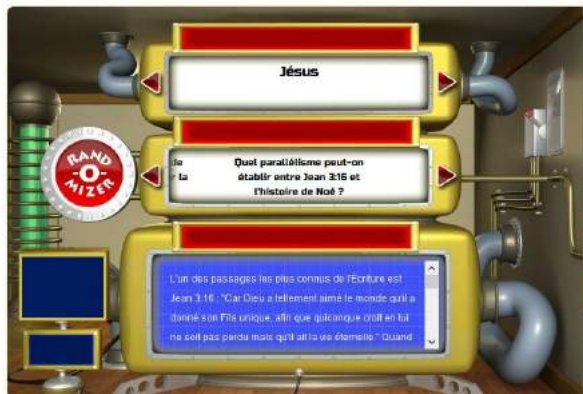 Jésus
RAND
-O-
MIZER
de
r la
Quel parallélisme peut-on
établir entre Jean 3:16 et
l'histoire de Noé ?
L'un des passages les plus connus de l'Écriture est
Jean 3:16 : "Car Dieu a tellement aimé le monde qu'il a
donné son Fils unique, afin que quiconque croit en lui
ne soit pas perdu mais qu'il ait la vie éternelle." Quand